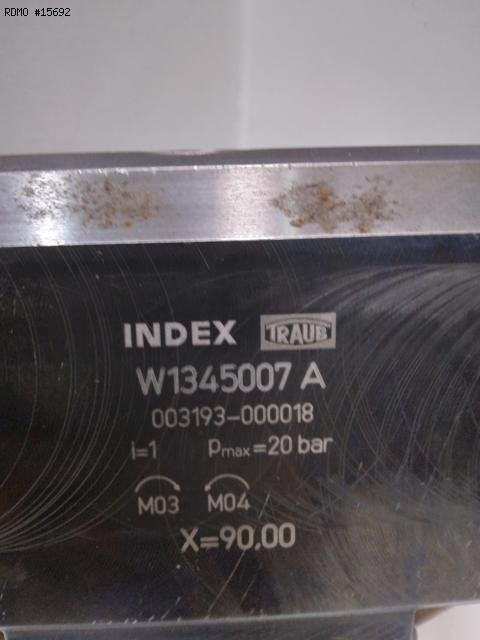 RDMO #15692
INDEX TRAUB
W1345007 A
003193-000018
i=1 pmax=20 bar
M03 M04
X=90,00